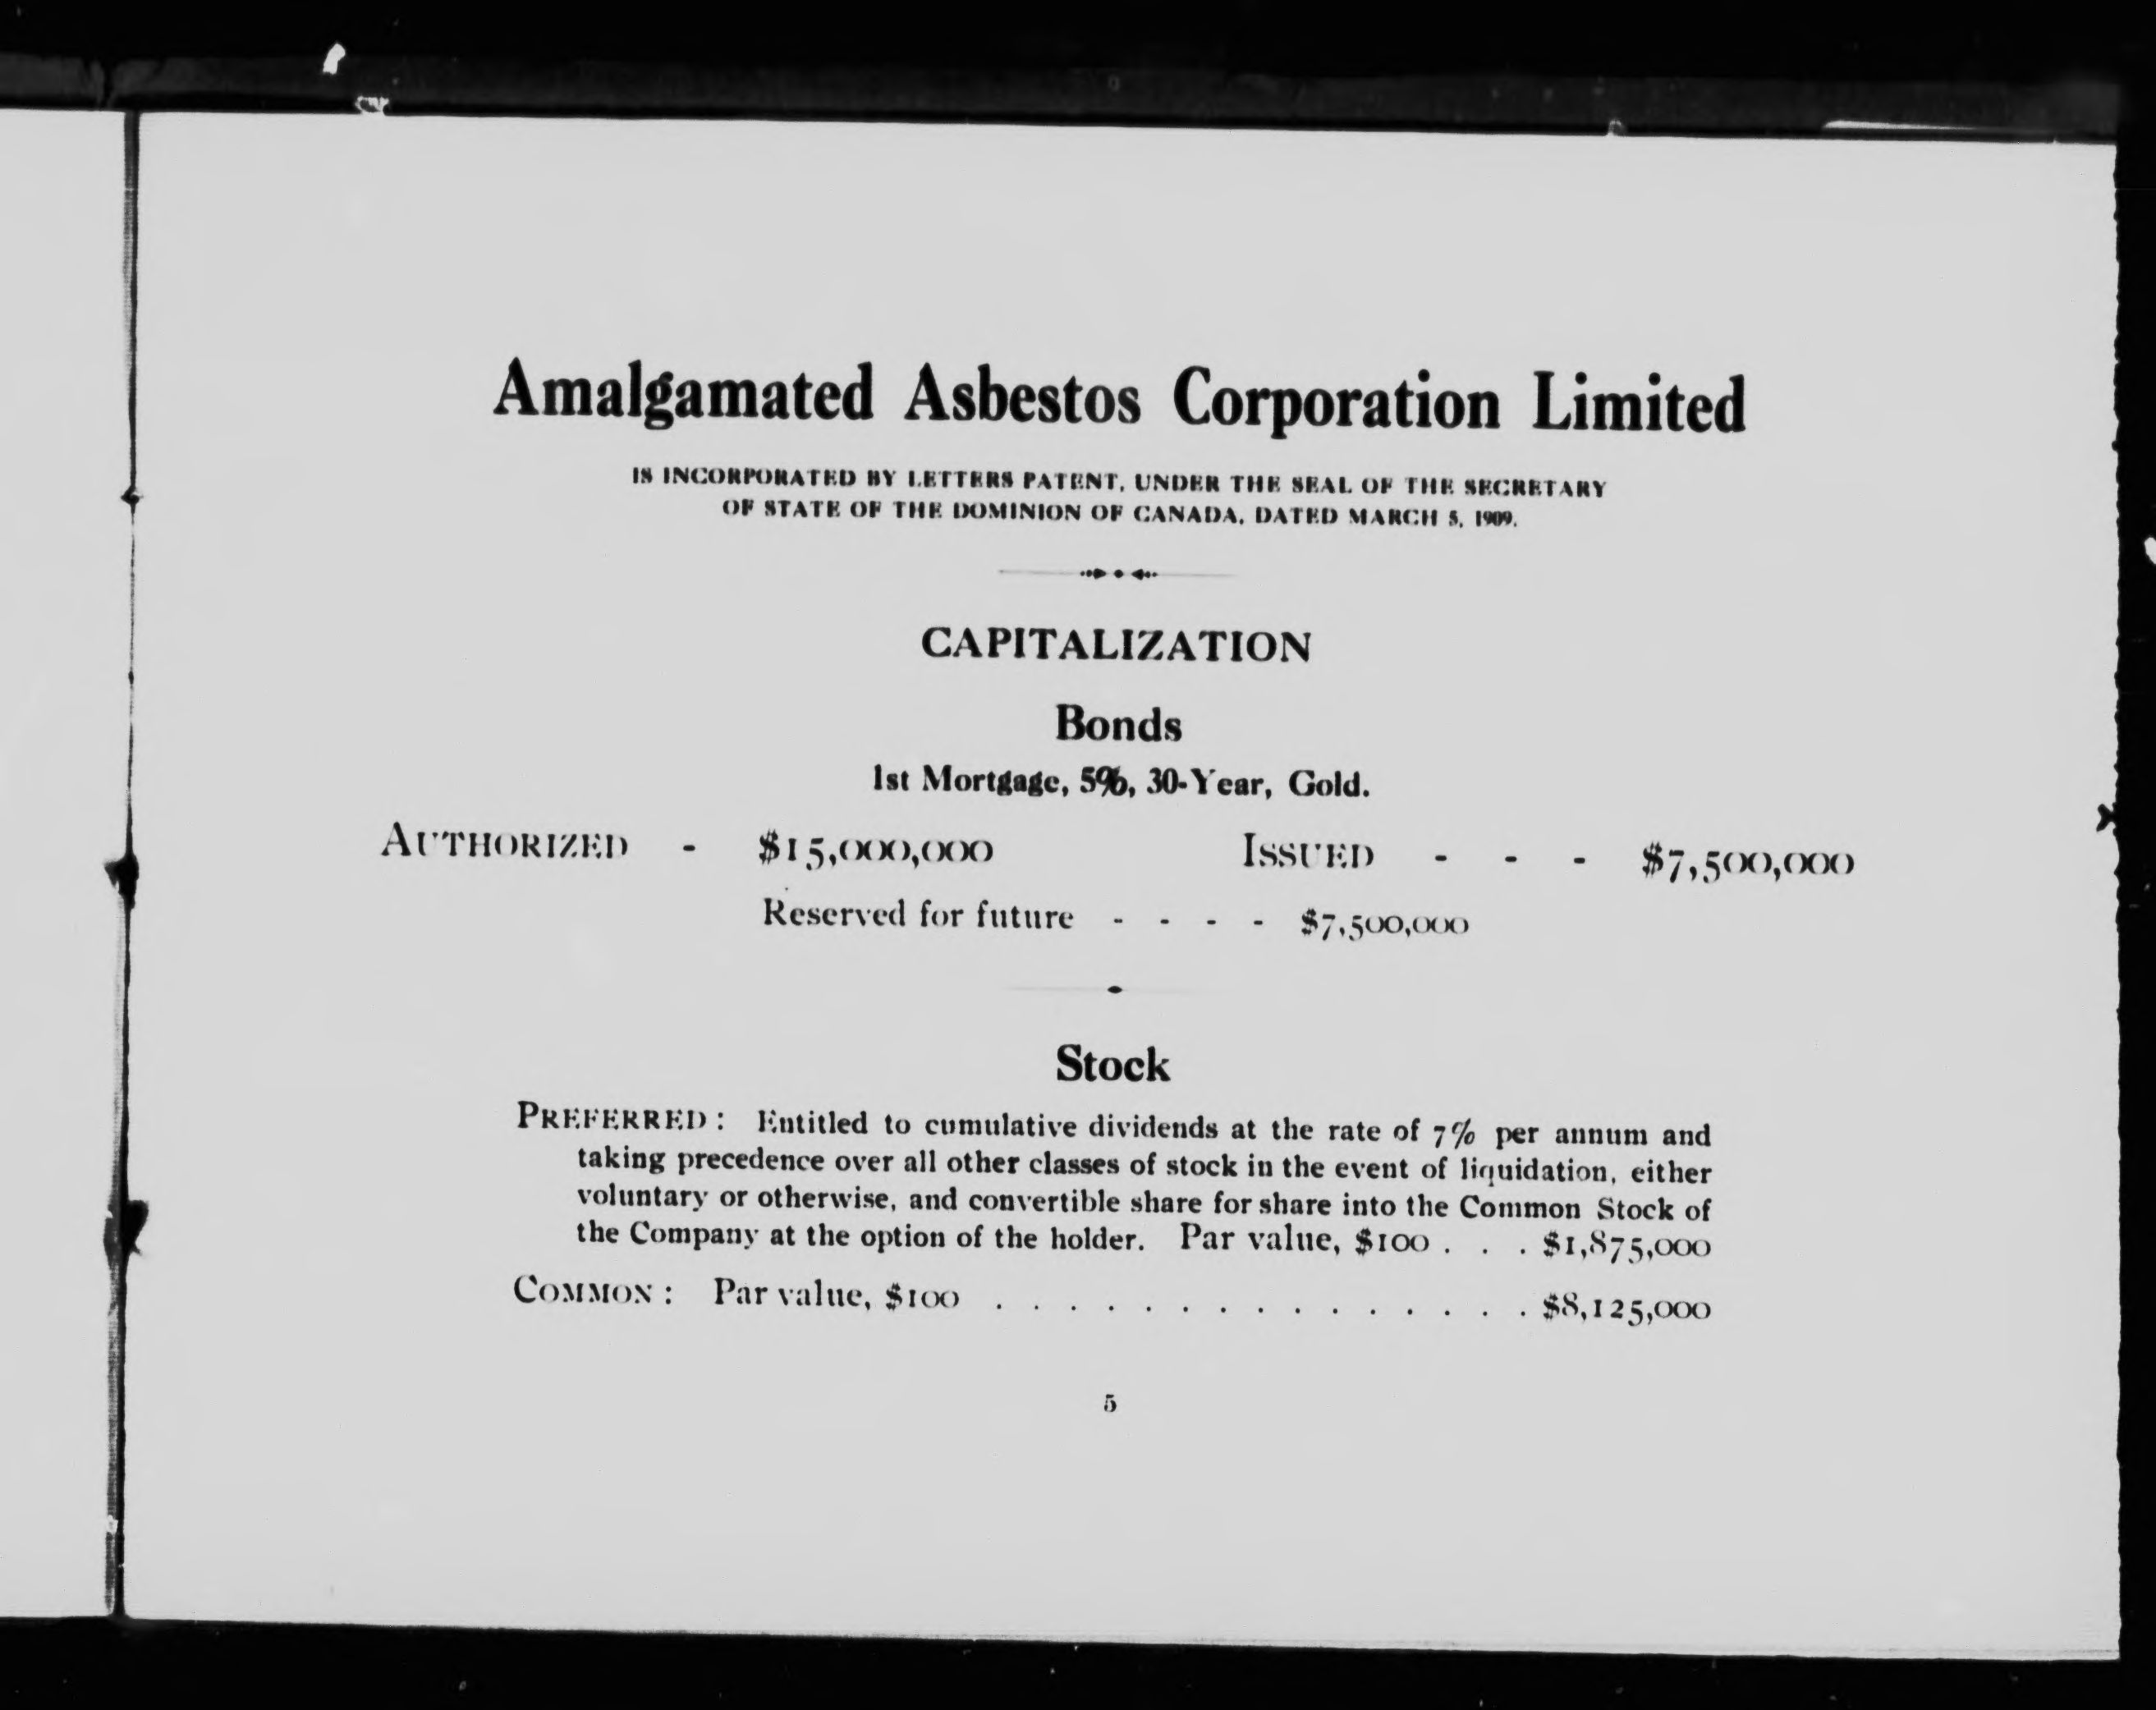 Amalgamated Asbestos Corporation Limited
IS INCORPORATED BY LETTERS PATENT, UNDER THE SEAL OF THE SECRETARY
OF STATE OF THE DOMINION OF CANADA, DATED MARCH 5, 1909.
CAPITALIZATION
Bonds
1st Mortgage, 5%, 30-Year, Gold.
AUTHORIZED - $15,000,000 ISSUED - - - $7,500,000
Reserved for future - - - - $7,500,000
Stock
PREFERRED: Entitled to cumulative dividends at the rate of 7% per annum and
taking precedence over all other classes of stock in the event of liquidation, either
voluntary or otherwise, and convertible share for share into the Common Stock of
the Company at the option of the holder. Par value, $100 . . . $1,875,000
COMMON: Par value, $100 . . . . . . . . . . . . . . . $8,125,000
5